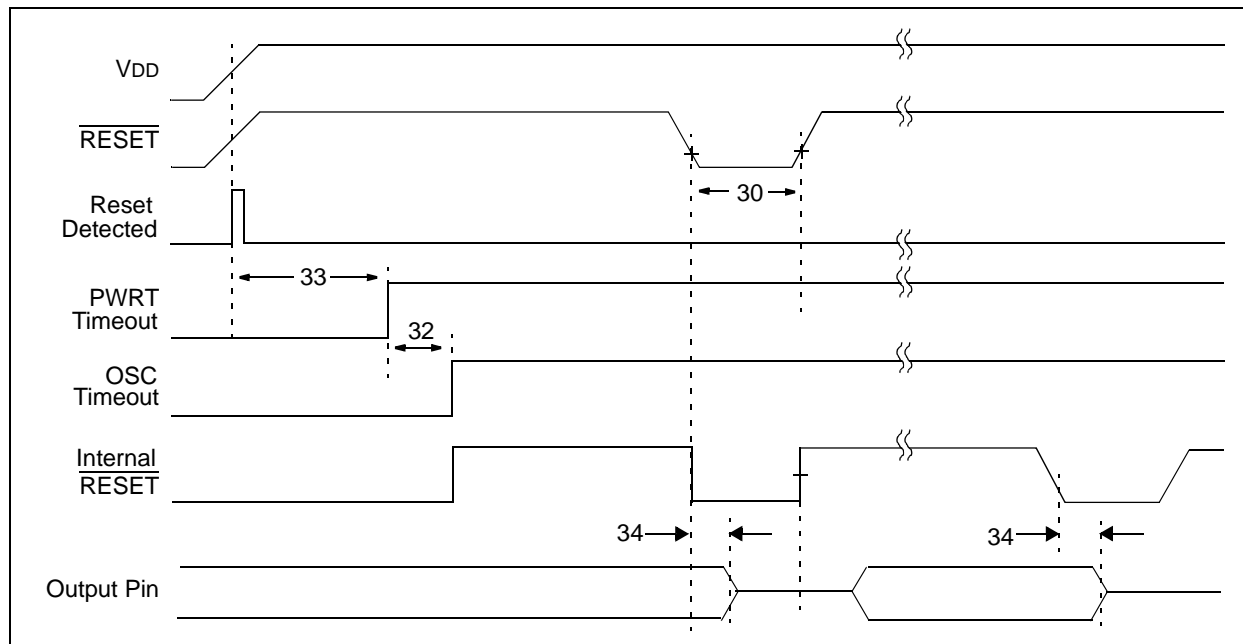 VDD
RESET
30
Reset
Detected
33
PWRT
Timeout
32
OSC
Timeout
Internal
RESET
34
34
Output Pin